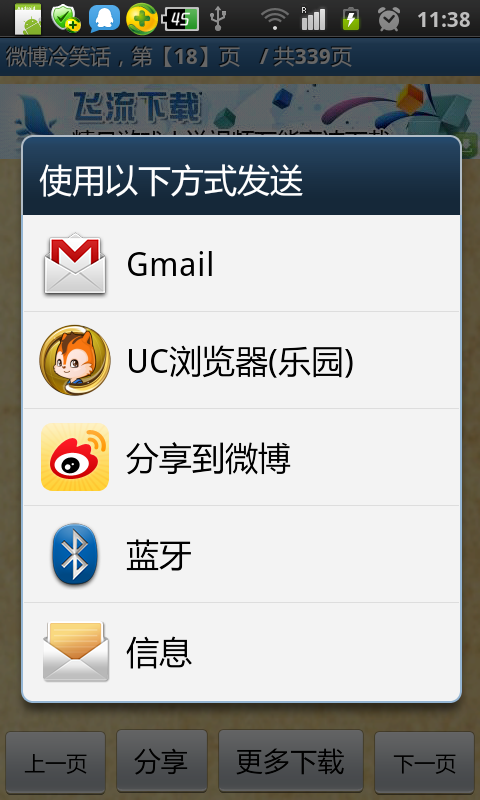 45
R
11:38
微博冷笑话，第【18】页 / 共339页
飞流下载
使用以下方式发送
Gmail
UC浏览器(乐园)
分享到微博
蓝牙
信息
上一页
分享
更多下载
下一页